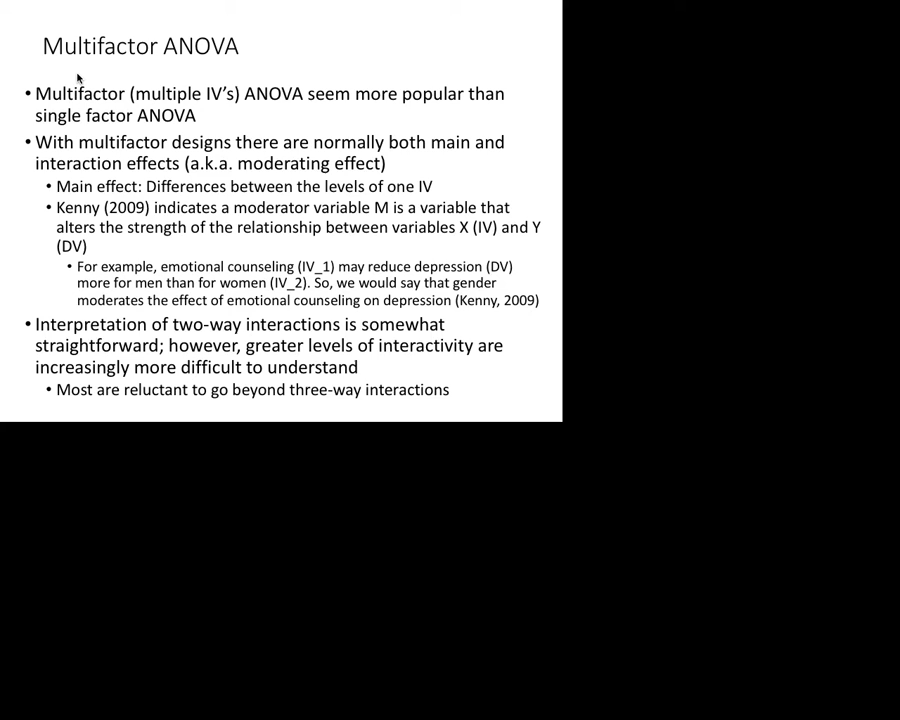 Multifactor ANOVA
• Multifactor (multiple IV’s) ANOVA seem more popular than
single factor ANOVA
• With multifactor designs there are normally both main and
interaction effects (a.k.a. moderating effect)
• Main effect: Differences between the levels of one IV
• Kenny (2009) indicates a moderator variable M is a variable that
alters the strength of the relationship between variables X (IV) and Y
(DV)
• For example, emotional counseling (IV_1) may reduce depression (DV)
more for men than for women (IV_2). So, we would say that gender
moderates the effect of emotional counseling on depression (Kenny, 2009)
• Interpretation of two-way interactions is somewhat
straightforward; however, greater levels of interactivity are
increasingly more difficult to understand
• Most are reluctant to go beyond three-way interactions